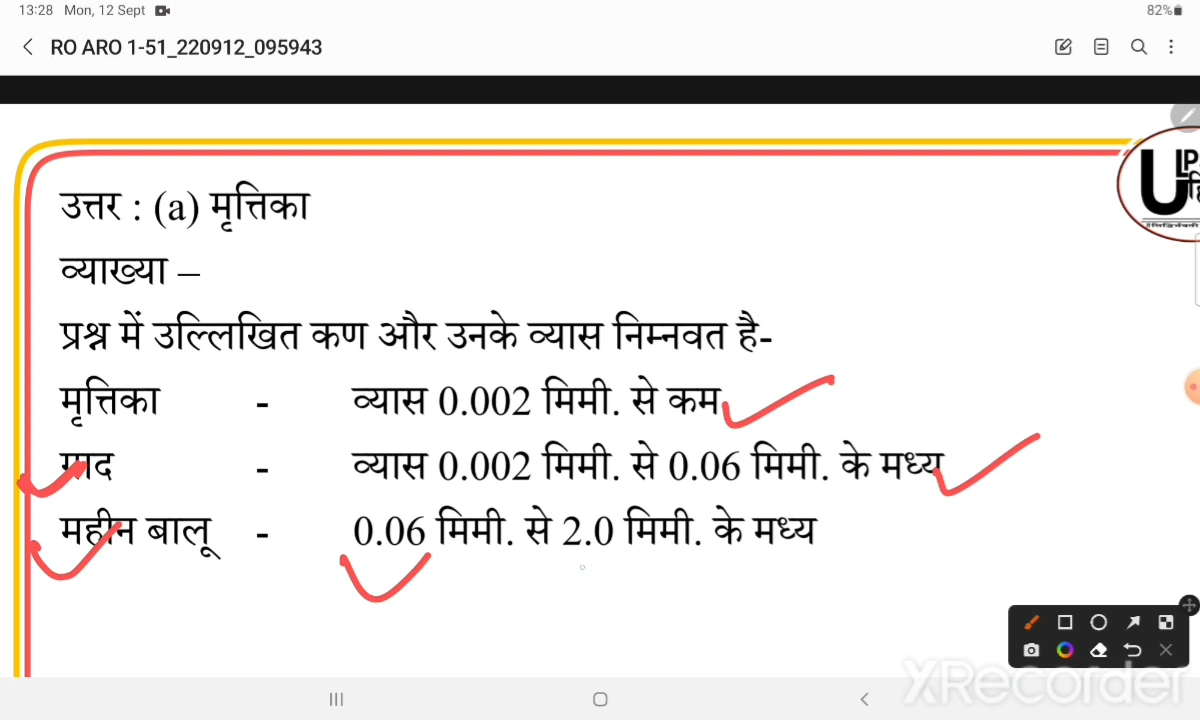 13:28 Mon, 12 Sept 82%
RO ARO 1-51_220912_095943
उत्तर : (a) मृत्तिका
व्याख्या –
प्रश्न में उल्लिखित कण और उनके व्यास निम्नवत है-
मृत्तिका - व्यास 0.002 मिमी. से कम
गाद - व्यास 0.002 मिमी. से 0.06 मिमी. के मध्य
महीन बालू - 0.06 मिमी. से 2.0 मिमी. के मध्य
XRecorder